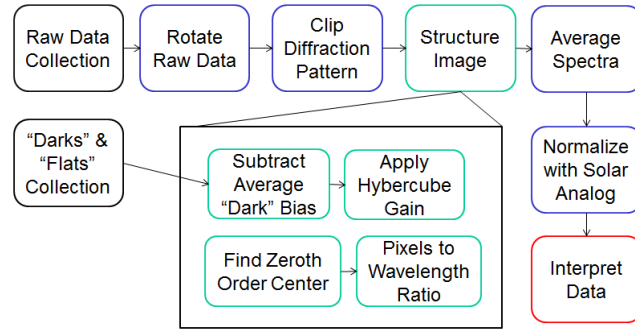 Raw Data
Collection
Rotate
Raw Data
Clip
Diffraction
Pattern
Structure
Image
Average
Spectra
“Darks” &
“Flats”
Collection
Subtract
Average
“Dark” Bias
Apply
Hybercube
Gain
Normalize
with Solar
Analog
Find Zeroth
Order Center
Pixels to
Wavelength
Ratio
Interpret
Data